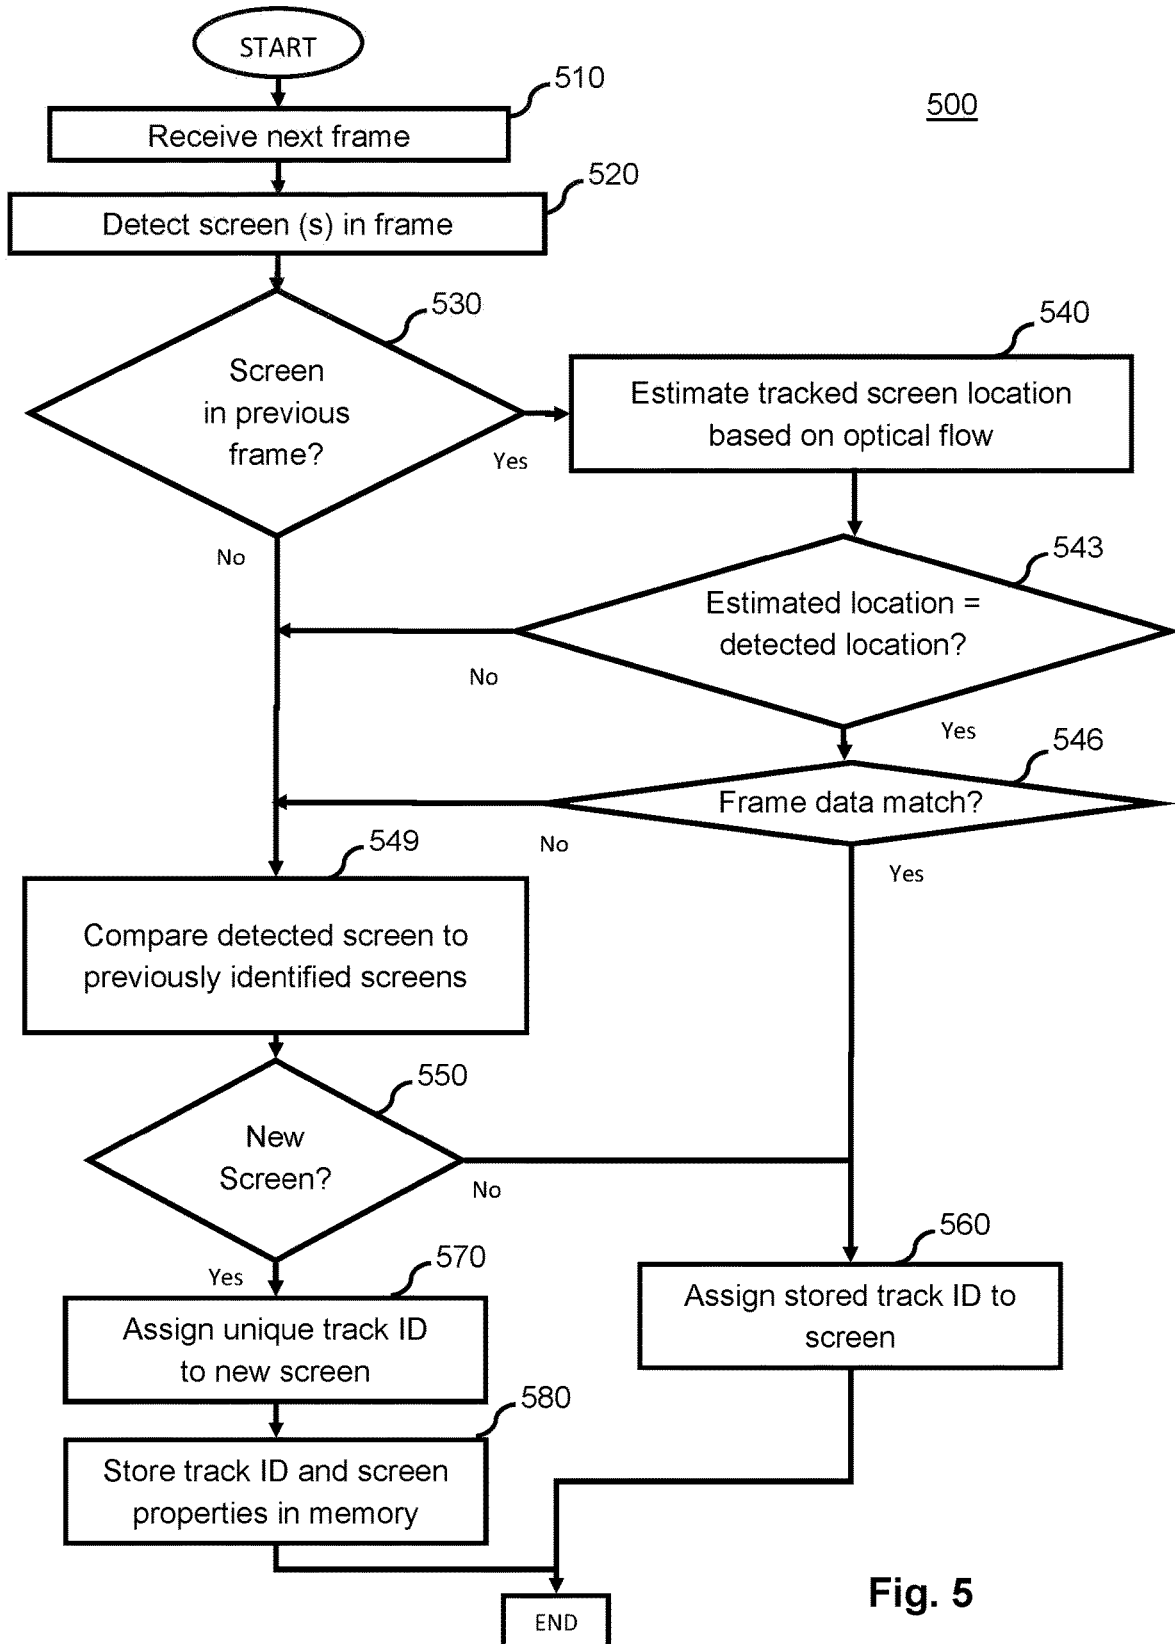 START
510
500
Receive next frame
520
Detect screen (s) in frame
530
Screen
in previous
frame?
Yes
No
540
Estimate tracked screen location
based on optical flow
543
Estimated location =
detected location?
No
Yes
546
Frame data match?
No
Yes
549
Compare detected screen to
previously identified screens
550
New
Screen?
No
Yes
560
Assign stored track ID to
screen
570
Assign unique track ID
to new screen
580
Store track ID and screen
properties in memory
END
Fig. 5